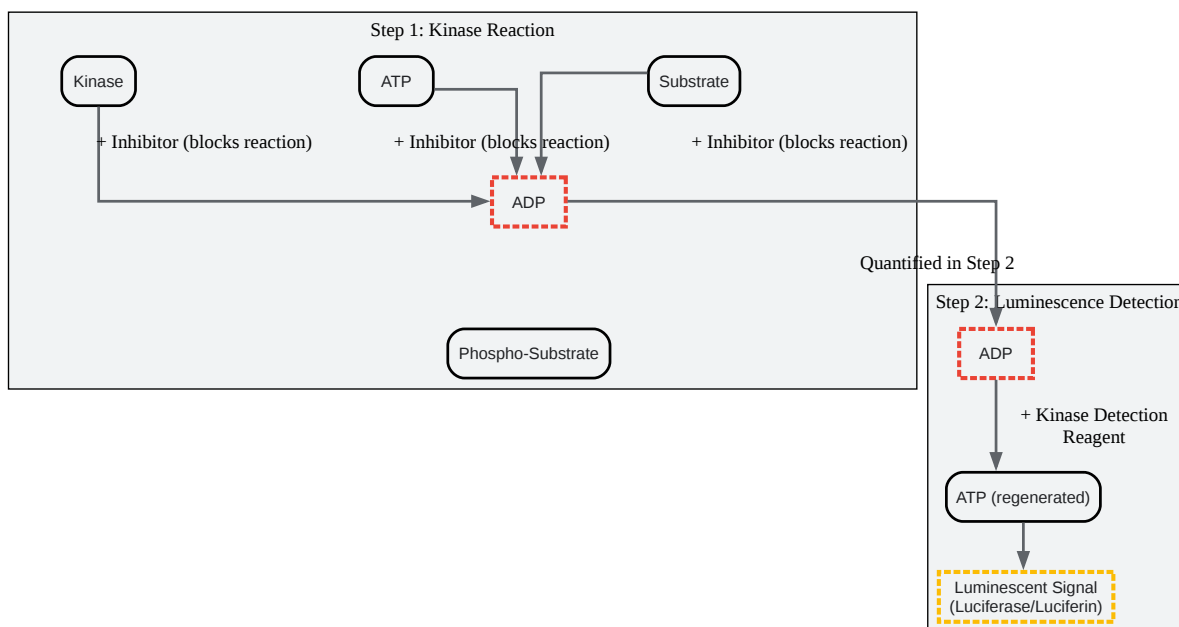 Step 1: Kinase Reaction
Kinase
ATP
Substrate
+ Inhibitor (blocks reaction)
+ Inhibitor (blocks reaction)
+ Inhibitor (blocks reaction)
ADP
Quantified in Step 2
Step 2: Luminescence Detection
Phospho-Substrate
ADP
+ Kinase Detection
Reagent
ATP (regenerated)
Luminescent Signal
(Luciferase/Luciferin)